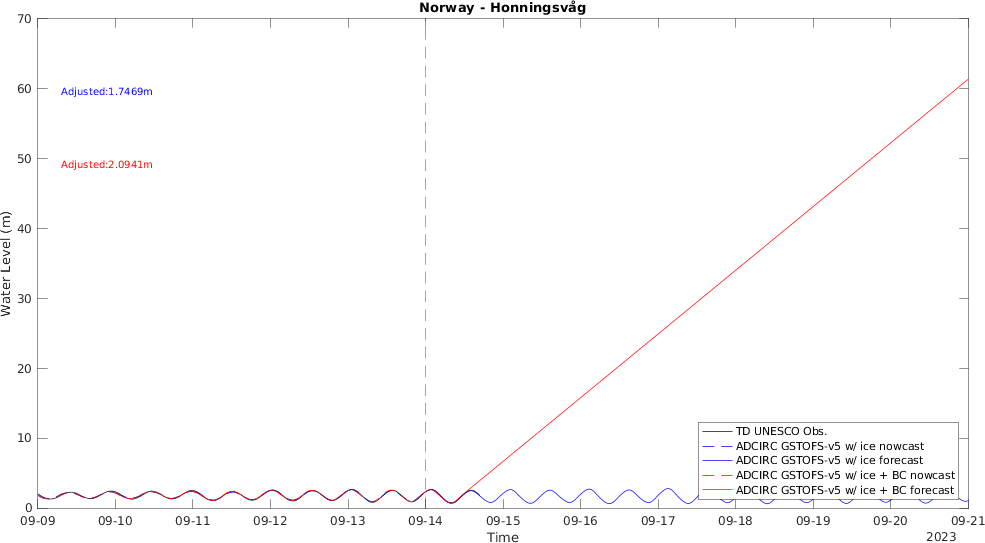 Norway - Honningsvåg
70
60
50
40
30
20
10
0
Water Level (m)
Adjusted:1.7469m
Adjusted:2.0941m
TD UNESCO Obs.
ADCIRC GSTOFS-v5 w/ ice nowcast
ADCIRC GSTOFS-v5 w/ ice forecast
ADCIRC GSTOFS-v5 w/ ice + BC nowcast
ADCIRC GSTOFS-v5 w/ ice + BC forecast
09-09 09-10 09-11 09-12 09-13 09-14 09-15 09-16 09-17 09-18 09-19 09-20 09-21
Time
2023